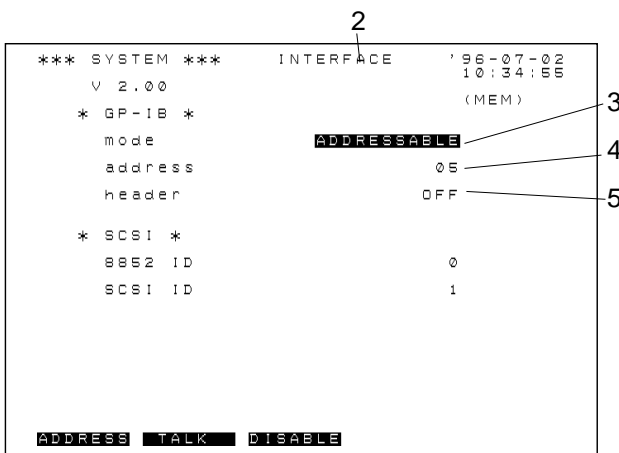 2
*** SYSTEM *** INTERFACE '96-07-02
10:34:55
V 2.00
(MEM)
* GP-IB *
3
mode ADDRESSABLE
4
address 05
header OFF
5
* SCSI *
8852 ID 0
SCSI ID 1
ADDRESS TALK DISABLE